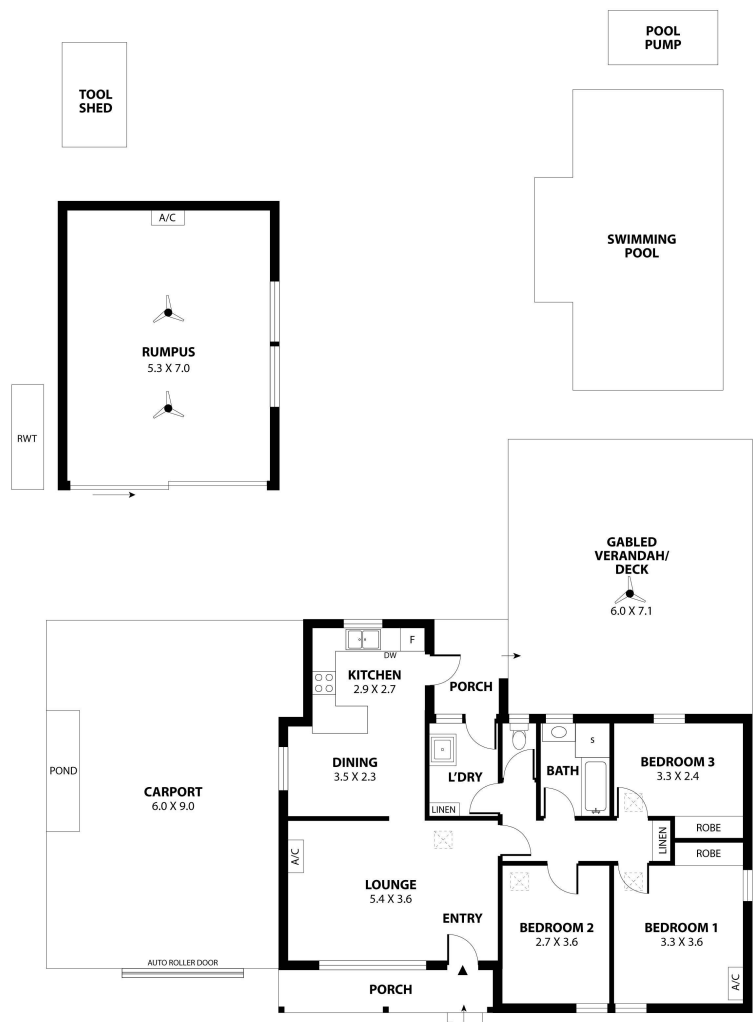 POOL
PUMP
TOOL
SHED
A/C
SWIMMING
POOL
RUMPUS
5.3 X 7.0
RWT
GABLED
VERANDAH/
DECK
6.0 X 7.1
F
DW
KITCHEN
2.9 X 2.7
PORCH
S
POND
CARPORT
6.0 X 9.0
DINING
3.5 X 2.3
L'DRY
LINEN
BATH
BEDROOM 3
3.3 X 2.4
ROBE
LINEN
ROBE
A/C
LOUNGE
5.4 X 3.6
ENTRY
BEDROOM 2
2.7 X 3.6
BEDROOM 1
3.3 X 3.6
A/C
AUTO ROLLER DOOR
PORCH